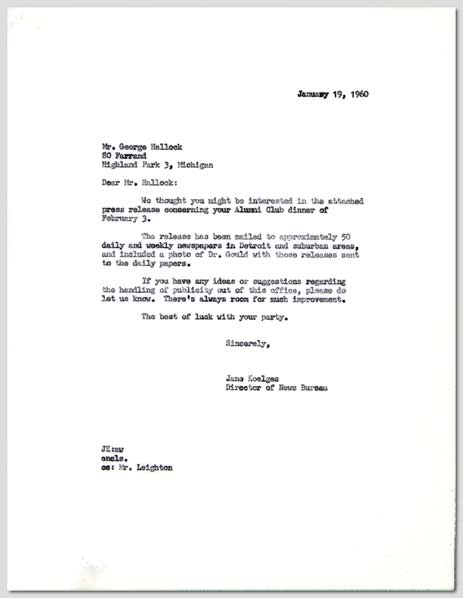 January 19, 1960
Mr. George Hallock
80 Farrand
Highland Park 3, Michigan
Dear Mr. Hallock:
We thought you might be interested in the attached
press release concerning your Alumni Club dinner of
February 3.
The release has been mailed to approximately 50
daily and weekly newspapers in Detroit and suburban areas,
and included a photo of Dr. Gould with those releases sent
to the daily papers.
If you have any ideas or suggestions regarding
the handling of publicity out of this office, please do
let us know. There's always room for much improvement.
The best of luck with your party.
Sincerely,
Jane Koelges
Director of News Bureau
encls.
cc: Mr. Leighton